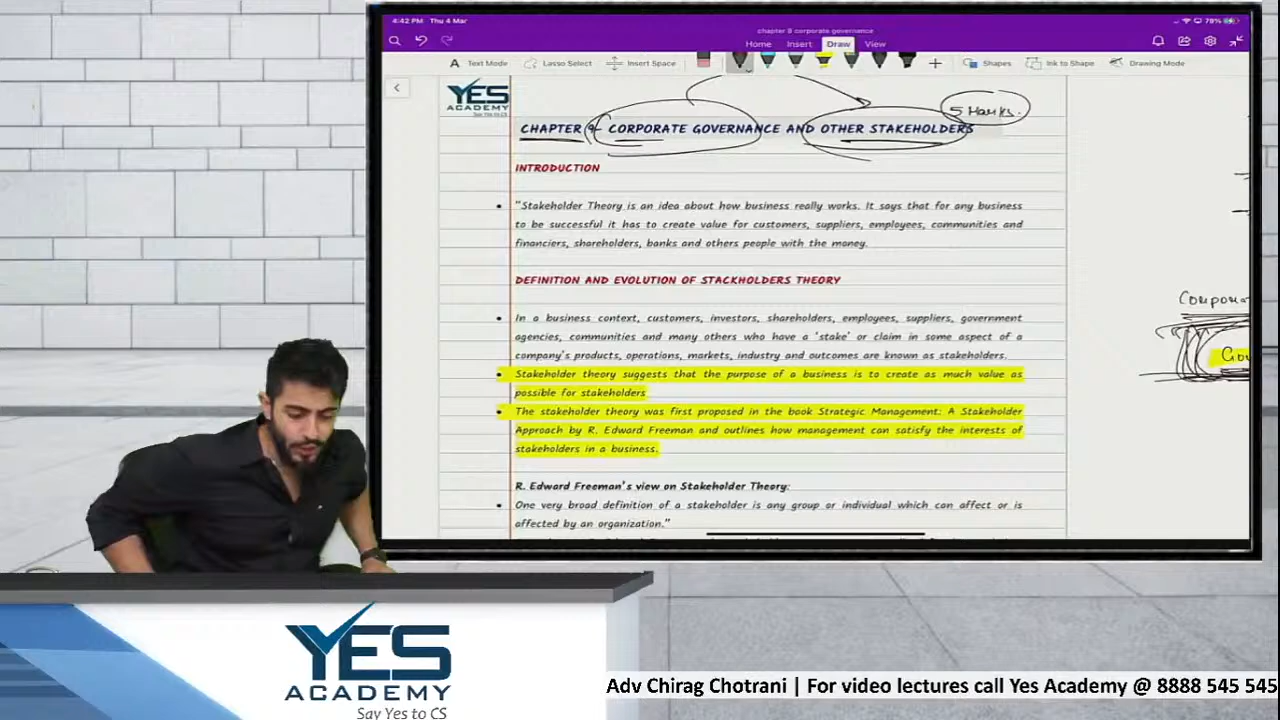 4:42 PM Thu 4 Mar
78%
chapter 8 corporate governance
Home Insert Draw View
Text Mode Lasso Select Insert Space Shapes Ink to Shape Drawing Mode
YES
ACADEMY
Say Yes to CS
5 Marks.
CHAPTER 9- CORPORATE GOVERNANCE AND OTHER STAKEHOLDERS
INTRODUCTION
• "Stakeholder Theory is an idea about how business really works. It says that for any business
to be successful it has to create value for customers, suppliers, employees, communities and
financiers, shareholders, banks and others people with the money.
DEFINITION AND EVOLUTION OF STACKHOLDERS THEORY
• In a business context, customers, investors, shareholders, employees, suppliers, government
agencies, communities and many others who have a 'stake' or claim in some aspect of a
company's products, operations, markets, industry and outcomes are known as stakeholders.
• Stakeholder theory suggests that the purpose of a business is to create as much value as
possible for stakeholders
• The stakeholder theory was first proposed in the book Strategic Management: A Stakeholder
Approach by R. Edward Freeman and outlines how management can satisfy the interests of
stakeholders in a business.
R. Edward Freeman's view on Stakeholder Theory:
• One very broad definition of a stakeholder is any group or individual which can affect or is
affected by an organization."
Corpora
Gov
YES
ACADEMY
Say Yes to CS
Adv Chirag Chotrani | For video lectures call Yes Academy @ 8888 545 545